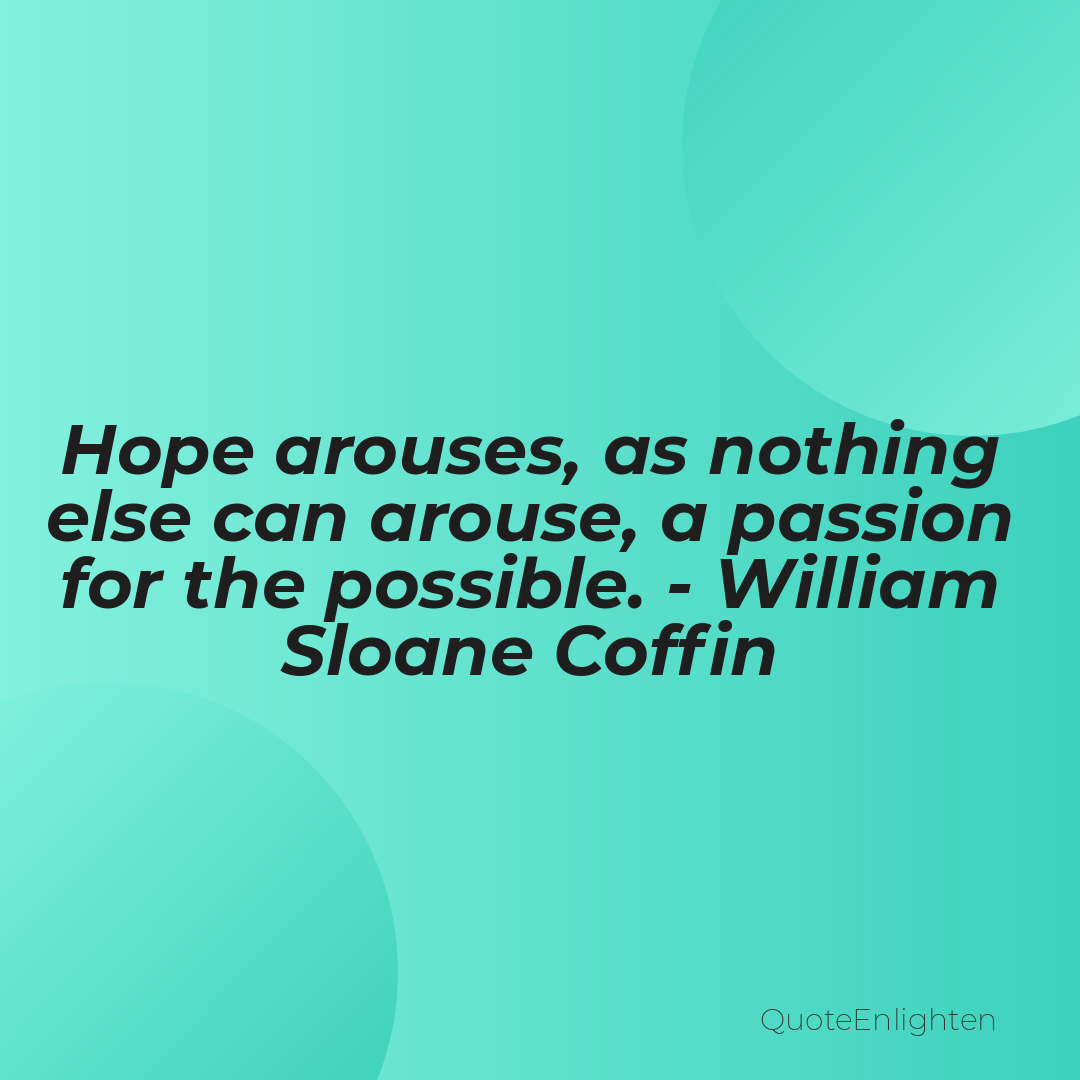 Hope arouses, as nothing
else can arouse, a passion
for the possible. - William
Sloane Coffin
QuoteEnlighten